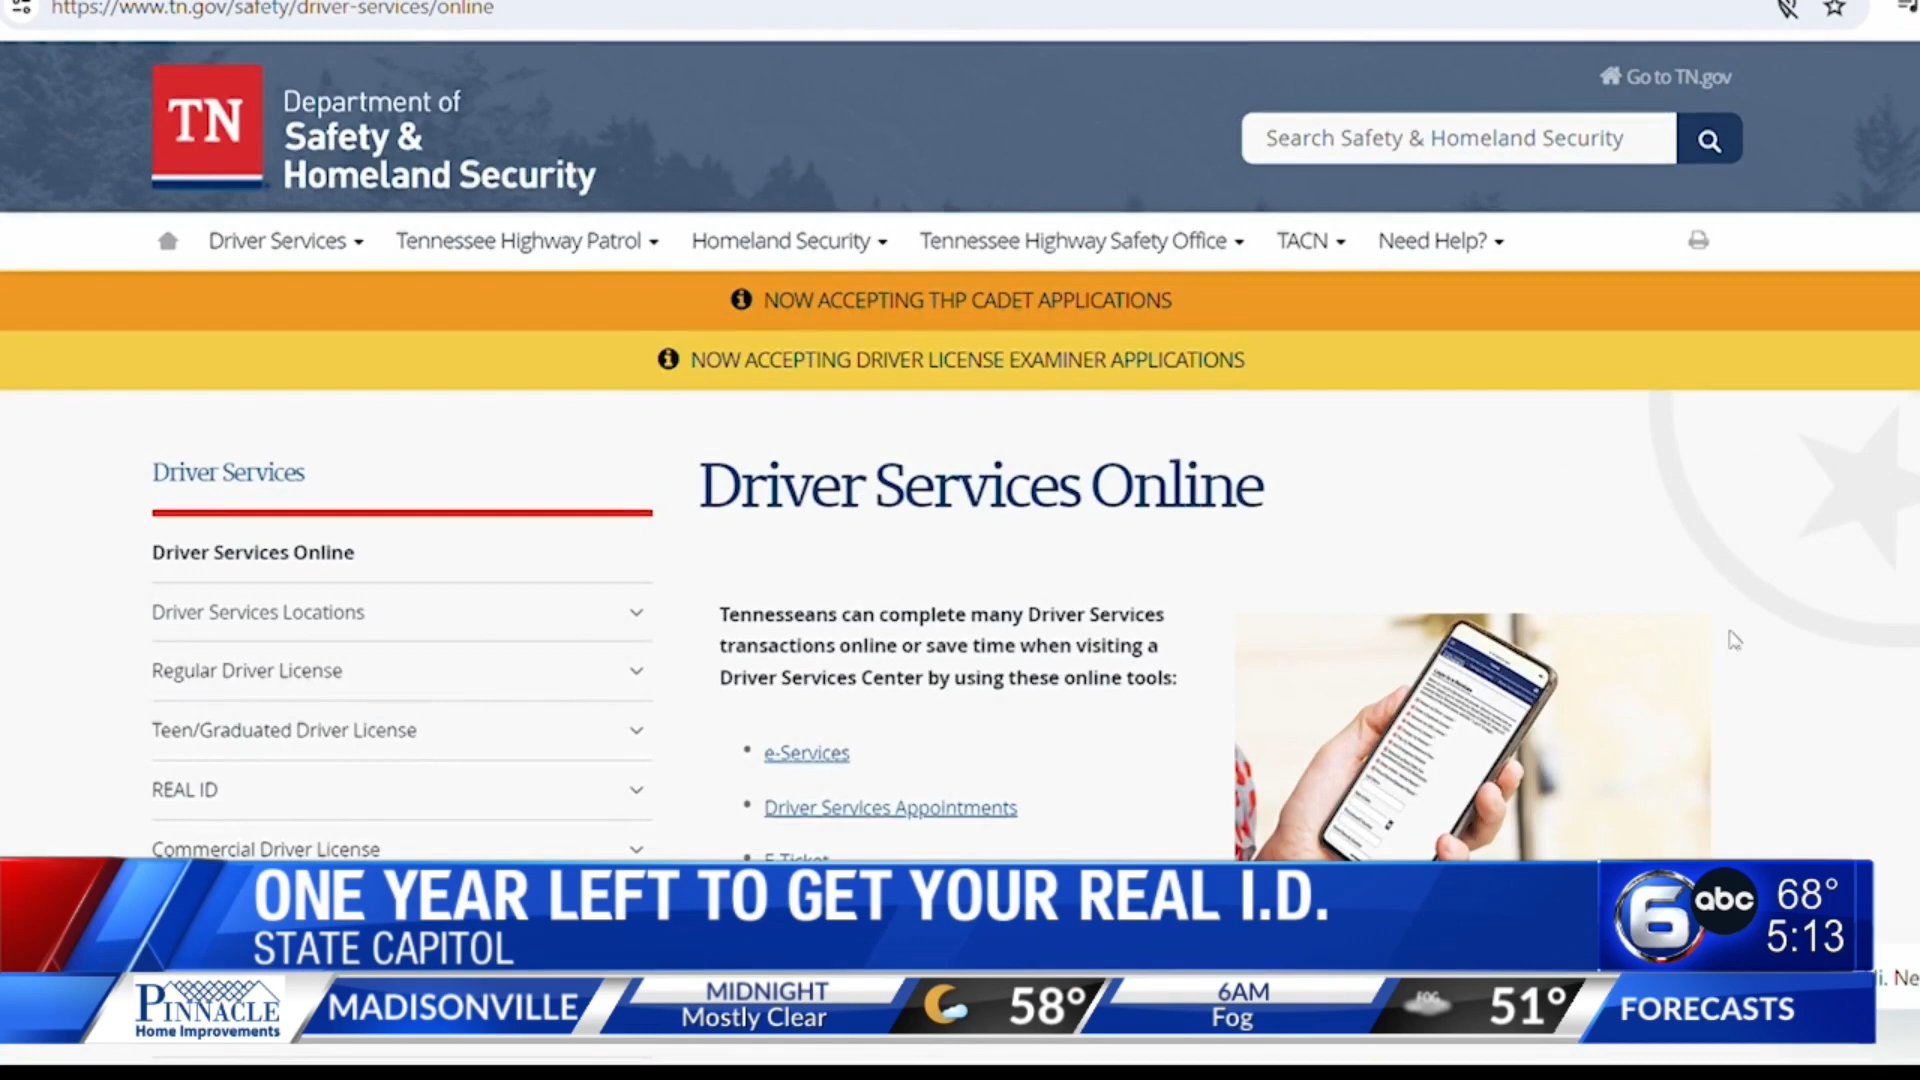 https://www.tn.gov/safety/driver-services/online
TN
Department of
Safety &
Homeland Security
Go to TN.gov
Search Safety & Homeland Security
Driver Services
Tennessee Highway Patrol
Homeland Security
Tennessee Highway Safety Office
TACN
Need Help?
NOW ACCEPTING THP CADET APPLICATIONS
NOW ACCEPTING DRIVER LICENSE EXAMINER APPLICATIONS
Driver Services
Driver Services Online
Driver Services Locations
Regular Driver License
Teen/Graduated Driver License
REAL ID
Commercial Driver License
Driver Services Online
Tennesseans can complete many Driver Services
transactions online or save time when visiting a
Driver Services Center by using these online tools:
e-Services
Driver Services Appointments
E-Ticket
ONE YEAR LEFT TO GET YOUR REAL I.D.
STATE CAPITOL
6 abc
68°
5:13
PINNACLE
Home Improvements
MADISONVILLE
MIDNIGHT
Mostly Clear
58°
6AM
Fog
FOG
51°
FORECASTS